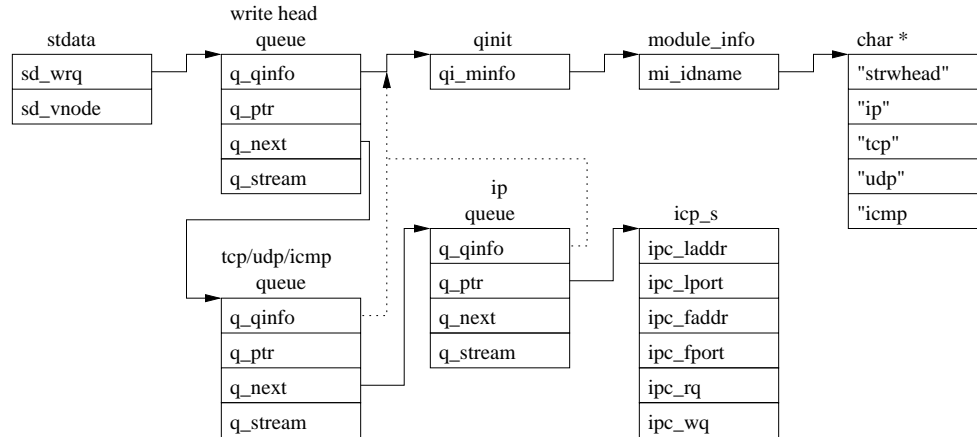 stdata
sd_wrq
sd_vnode
write head
queue
q_qinfo
q_ptr
q_next
q_stream
qinit
qi_minfo
module_info
mi_idname
char *
"strwhead"
"ip"
"tcp"
"udp"
"icmp
tcp/udp/icmp
queue
q_qinfo
q_ptr
q_next
q_stream
ip
queue
q_qinfo
q_ptr
q_next
q_stream
icp_s
ipc_laddr
ipc_lport
ipc_faddr
ipc_fport
ipc_rq
ipc_wq